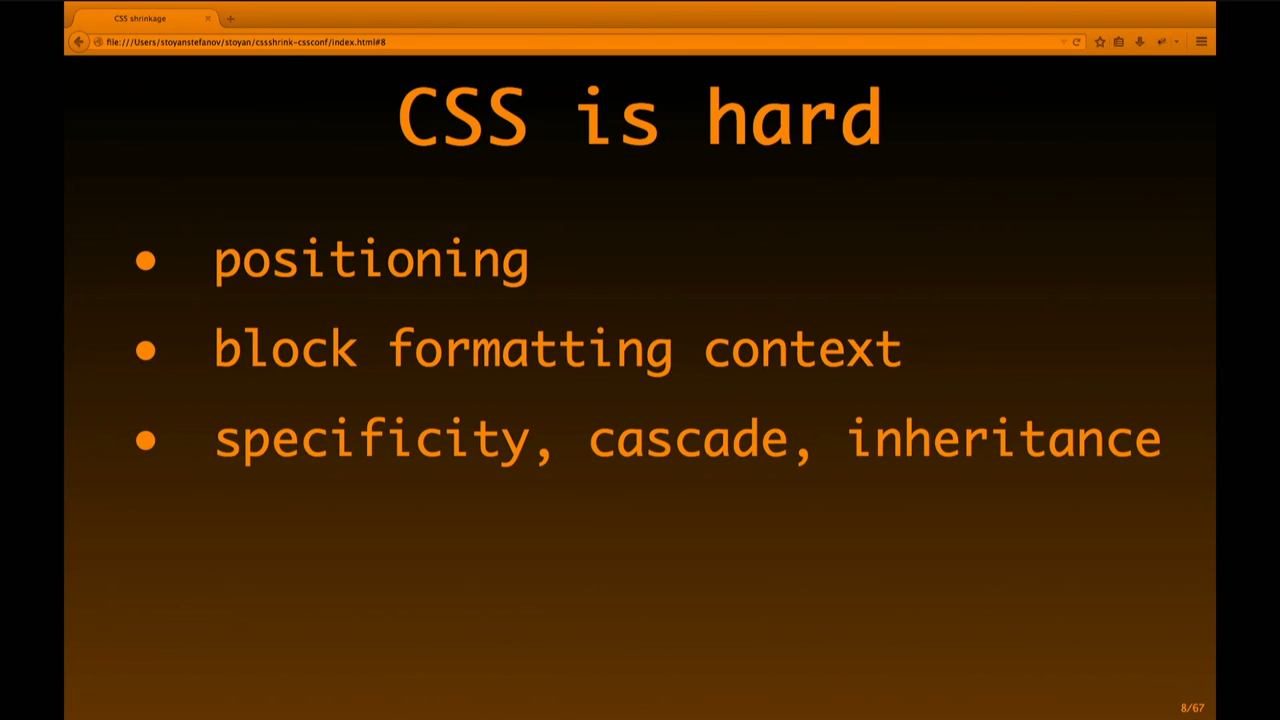 CSS shrinkage
file:///Users/stoyanstefanov/stoyan/cssshrink-cssconf/index.html#8
CSS is hard
• positioning
• block formatting context
• specificity, cascade, inheritance
8/67